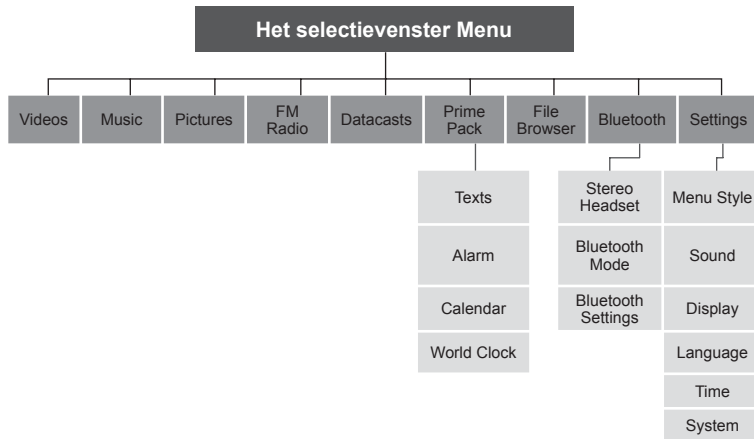 Het selectievenster Menu
Videos
Music
Pictures
FM
Radio
Datacasts
Prime
Pack
File
Browser
Bluetooth
Settings
Texts
Alarm
Calendar
World Clock
Stereo
Headset
Bluetooth
Mode
Bluetooth
Settings
Menu Style
Sound
Display
Language
Time
System